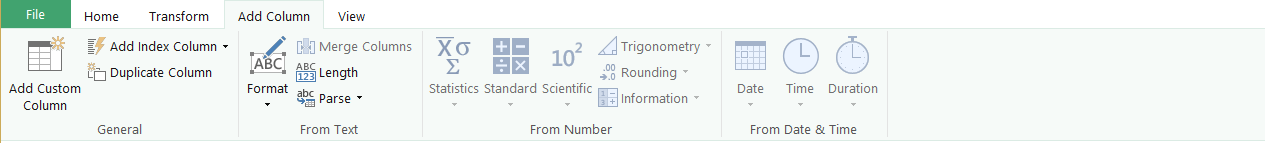 File Home Transform Add Column View
Add Custom
Column
Add Index Column
Duplicate Column
General
ABC
Format
Merge Columns
ABC
123
Length
abc
Parse
From Text
X̅σ
Σ
Statistics
Standard
10²
Scientific
Trigonometry
.00
→.0
Rounding
Information
From Number
Date
Time
Duration
From Date & Time